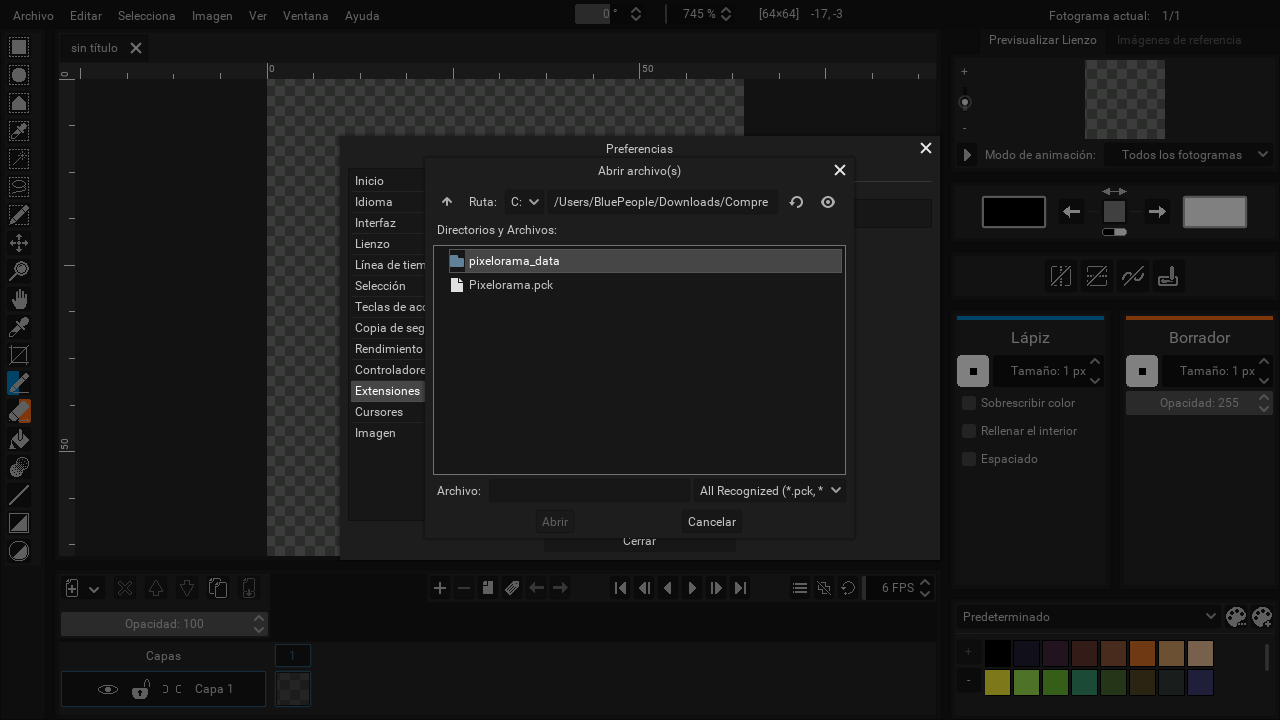 Archivo Editar Selecciona Imagen Ver Ventana Ayuda 0 ° 745 % [64×64] -17, -3 Fotograma actual: 1/1
sin título
0 50
0
50
Previsualizar Lienzo Imágenes de referencia
+
-
Modo de animación: Todos los fotogramas
Preferencias
Inicio
Idioma
Interfaz
Lienzo
Línea de tiem
Selección
Teclas de acc
Copia de seg
Rendimiento
Controladore
Extensiones
Cursores
Imagen
Cerrar
Abrir archivo(s)
Ruta: C: /Users/BluePeople/Downloads/Compre
Directorios y Archivos:
pixelorama_data
Pixelorama.pck
Archivo: All Recognized (*.pck, *
Abrir Cancelar
Lápiz
Tamaño: 1 px
Sobrescribir color
Rellenar el interior
Espaciado
Borrador
Tamaño: 1 px
Opacidad: 255
6 FPS
Opacidad: 100
Capas 1
Capa 1
Predeterminado
+
-